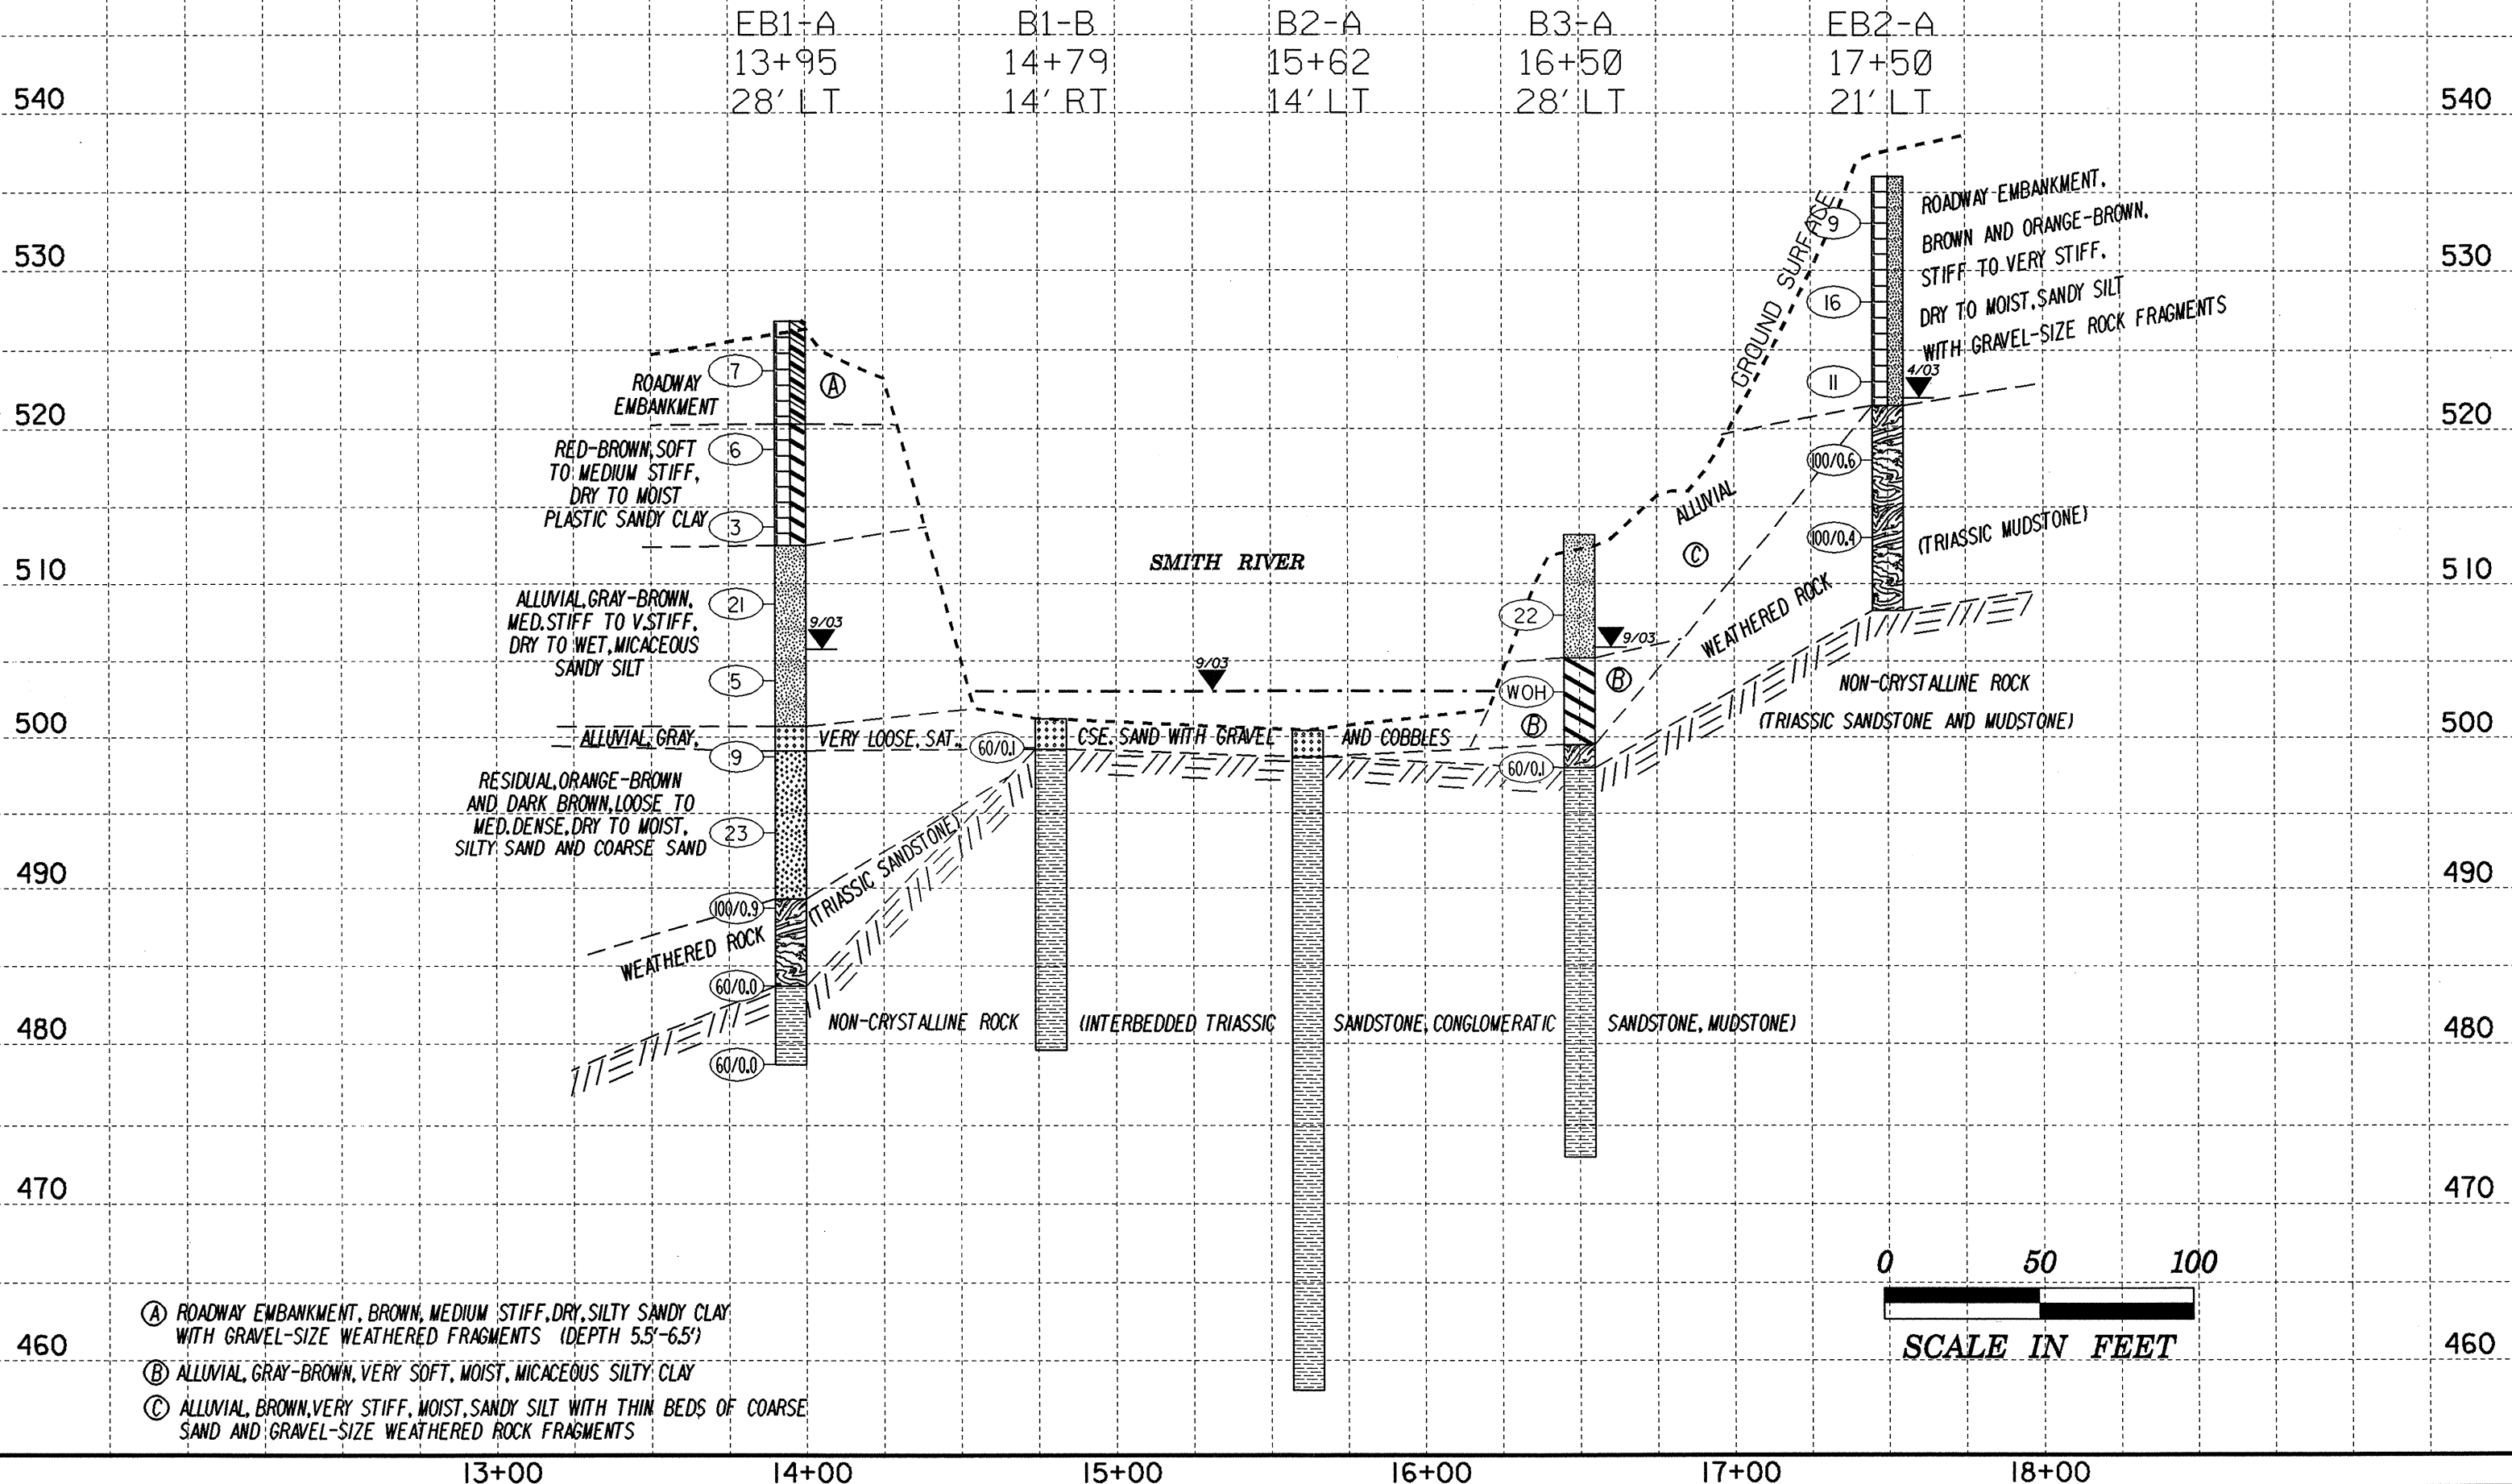 EB1-A B1-B B2-A B3-A EB2-A
13+95 14+79 15+62 16+50 17+50
28' LT 14' RT 14' LT 28' LT 21' LT
540 540
ROADWAY EMBANKMENT,
BROWN AND ORANGE-BROWN,
STIFF TO VERY STIFF,
DRY TO MOIST, SANDY SILT
WITH GRAVEL-SIZE ROCK FRAGMENTS
9
GROUND SURFACE
530 530
16
11
4/03
7
A
ROADWAY
EMBANKMENT
520 520
6
RED-BROWN, SOFT
TO MEDIUM STIFF,
DRY TO MOIST
PLASTIC SANDY CLAY
3
100/0.6
ALLUVIAL
C
100/0.4
(TRIASSIC MUDSTONE)
SMITH RIVER
510 510
ALLUVIAL, GRAY-BROWN,
MED. STIFF TO V. STIFF,
DRY TO WET, MICACEOUS
SANDY SILT
21
9/03
5
22
9/03
WEATHERED ROCK
9/03
WOH
B
B
NON-CRYSTALLINE ROCK
(TRIASSIC SANDSTONE AND MUDSTONE)
500 500
ALLUVIAL, GRAY, VERY LOOSE, SAT., CSE. SAND WITH GRAVEL AND COBBLES
9
60/0.1
60/0.1
RESIDUAL, ORANGE-BROWN
AND DARK BROWN, LOOSE TO
MED. DENSE, DRY TO MOIST,
SILTY SAND AND COARSE SAND
23
490 490
100/0.9
(TRIASSIC SANDSTONE)
WEATHERED ROCK
60/0.0
480 480
NON-CRYSTALLINE ROCK (INTERBEDDED TRIASSIC SANDSTONE, CONGLOMERATIC SANDSTONE, MUDSTONE)
60/0.0
470 470
0 50 100
SCALE IN FEET
460 460
A ROADWAY EMBANKMENT, BROWN, MEDIUM STIFF, DRY, SILTY SANDY CLAY
WITH GRAVEL-SIZE WEATHERED FRAGMENTS (DEPTH 5.5'-6.5')
B ALLUVIAL, GRAY-BROWN, VERY SOFT, MOIST, MICACEOUS SILTY CLAY
C ALLUVIAL, BROWN, VERY STIFF, MOIST, SANDY SILT WITH THIN BEDS OF COARSE
SAND AND GRAVEL-SIZE WEATHERED ROCK FRAGMENTS
13+00 14+00 15+00 16+00 17+00 18+00